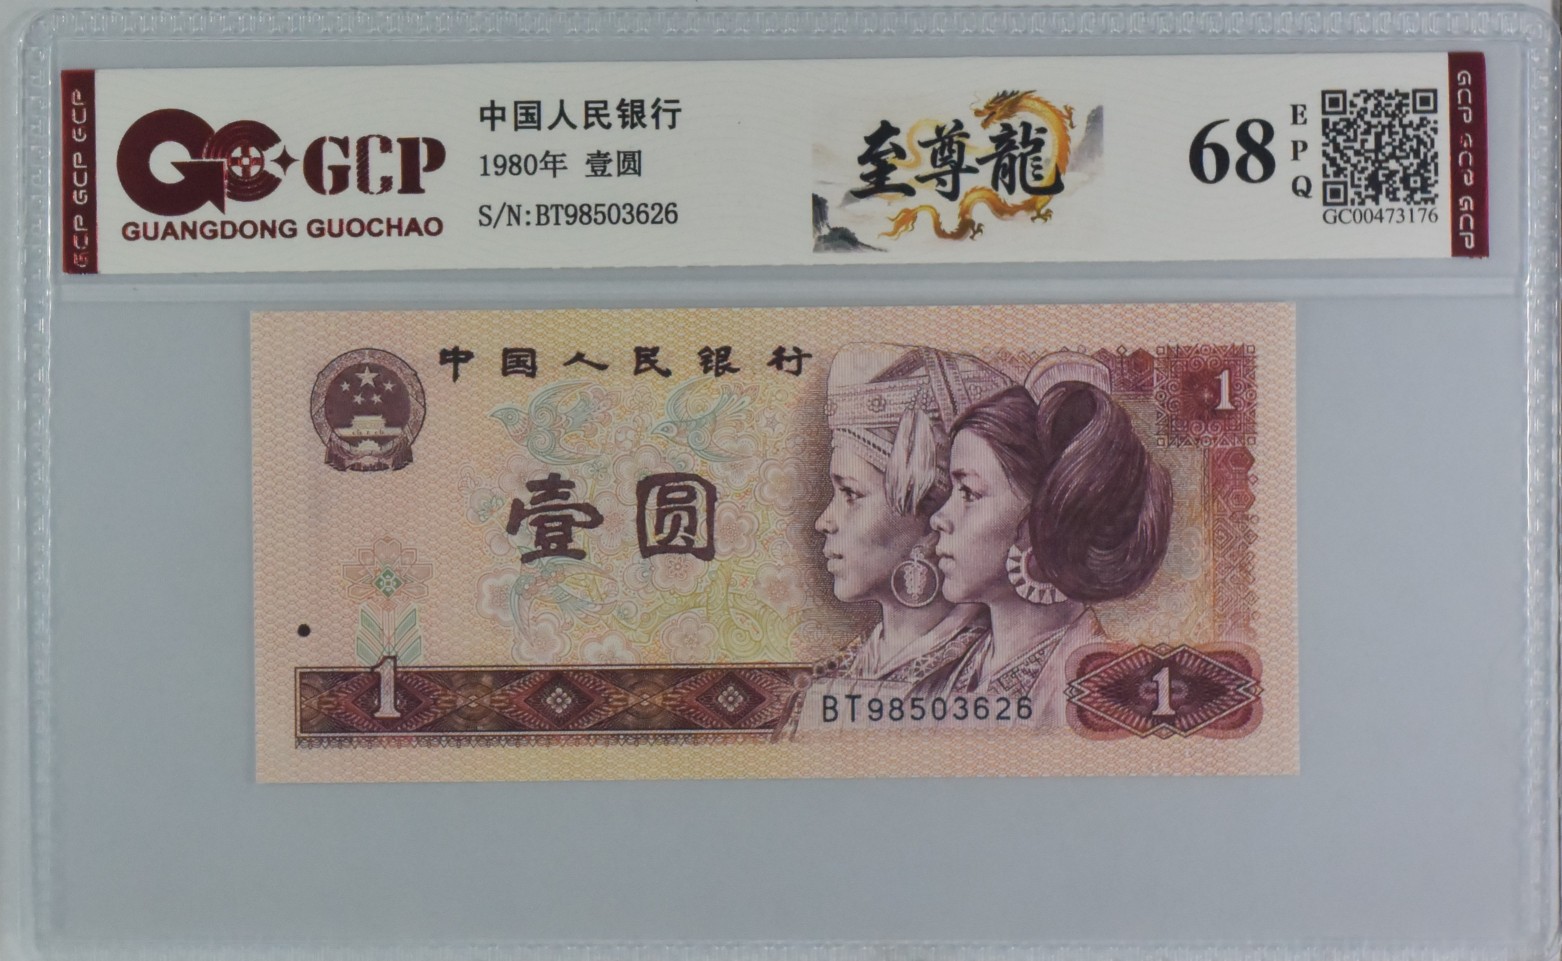 GCP GCP GCP
GCP
GUANGDONG GUOCHAO
中国人民银行
1980年 壹圆
S/N:BT98503626
至尊龍
68
EPQ
GC00473176
GCP GCP GCP
中国人民银行
1
壹圆
1
BT98503626
1